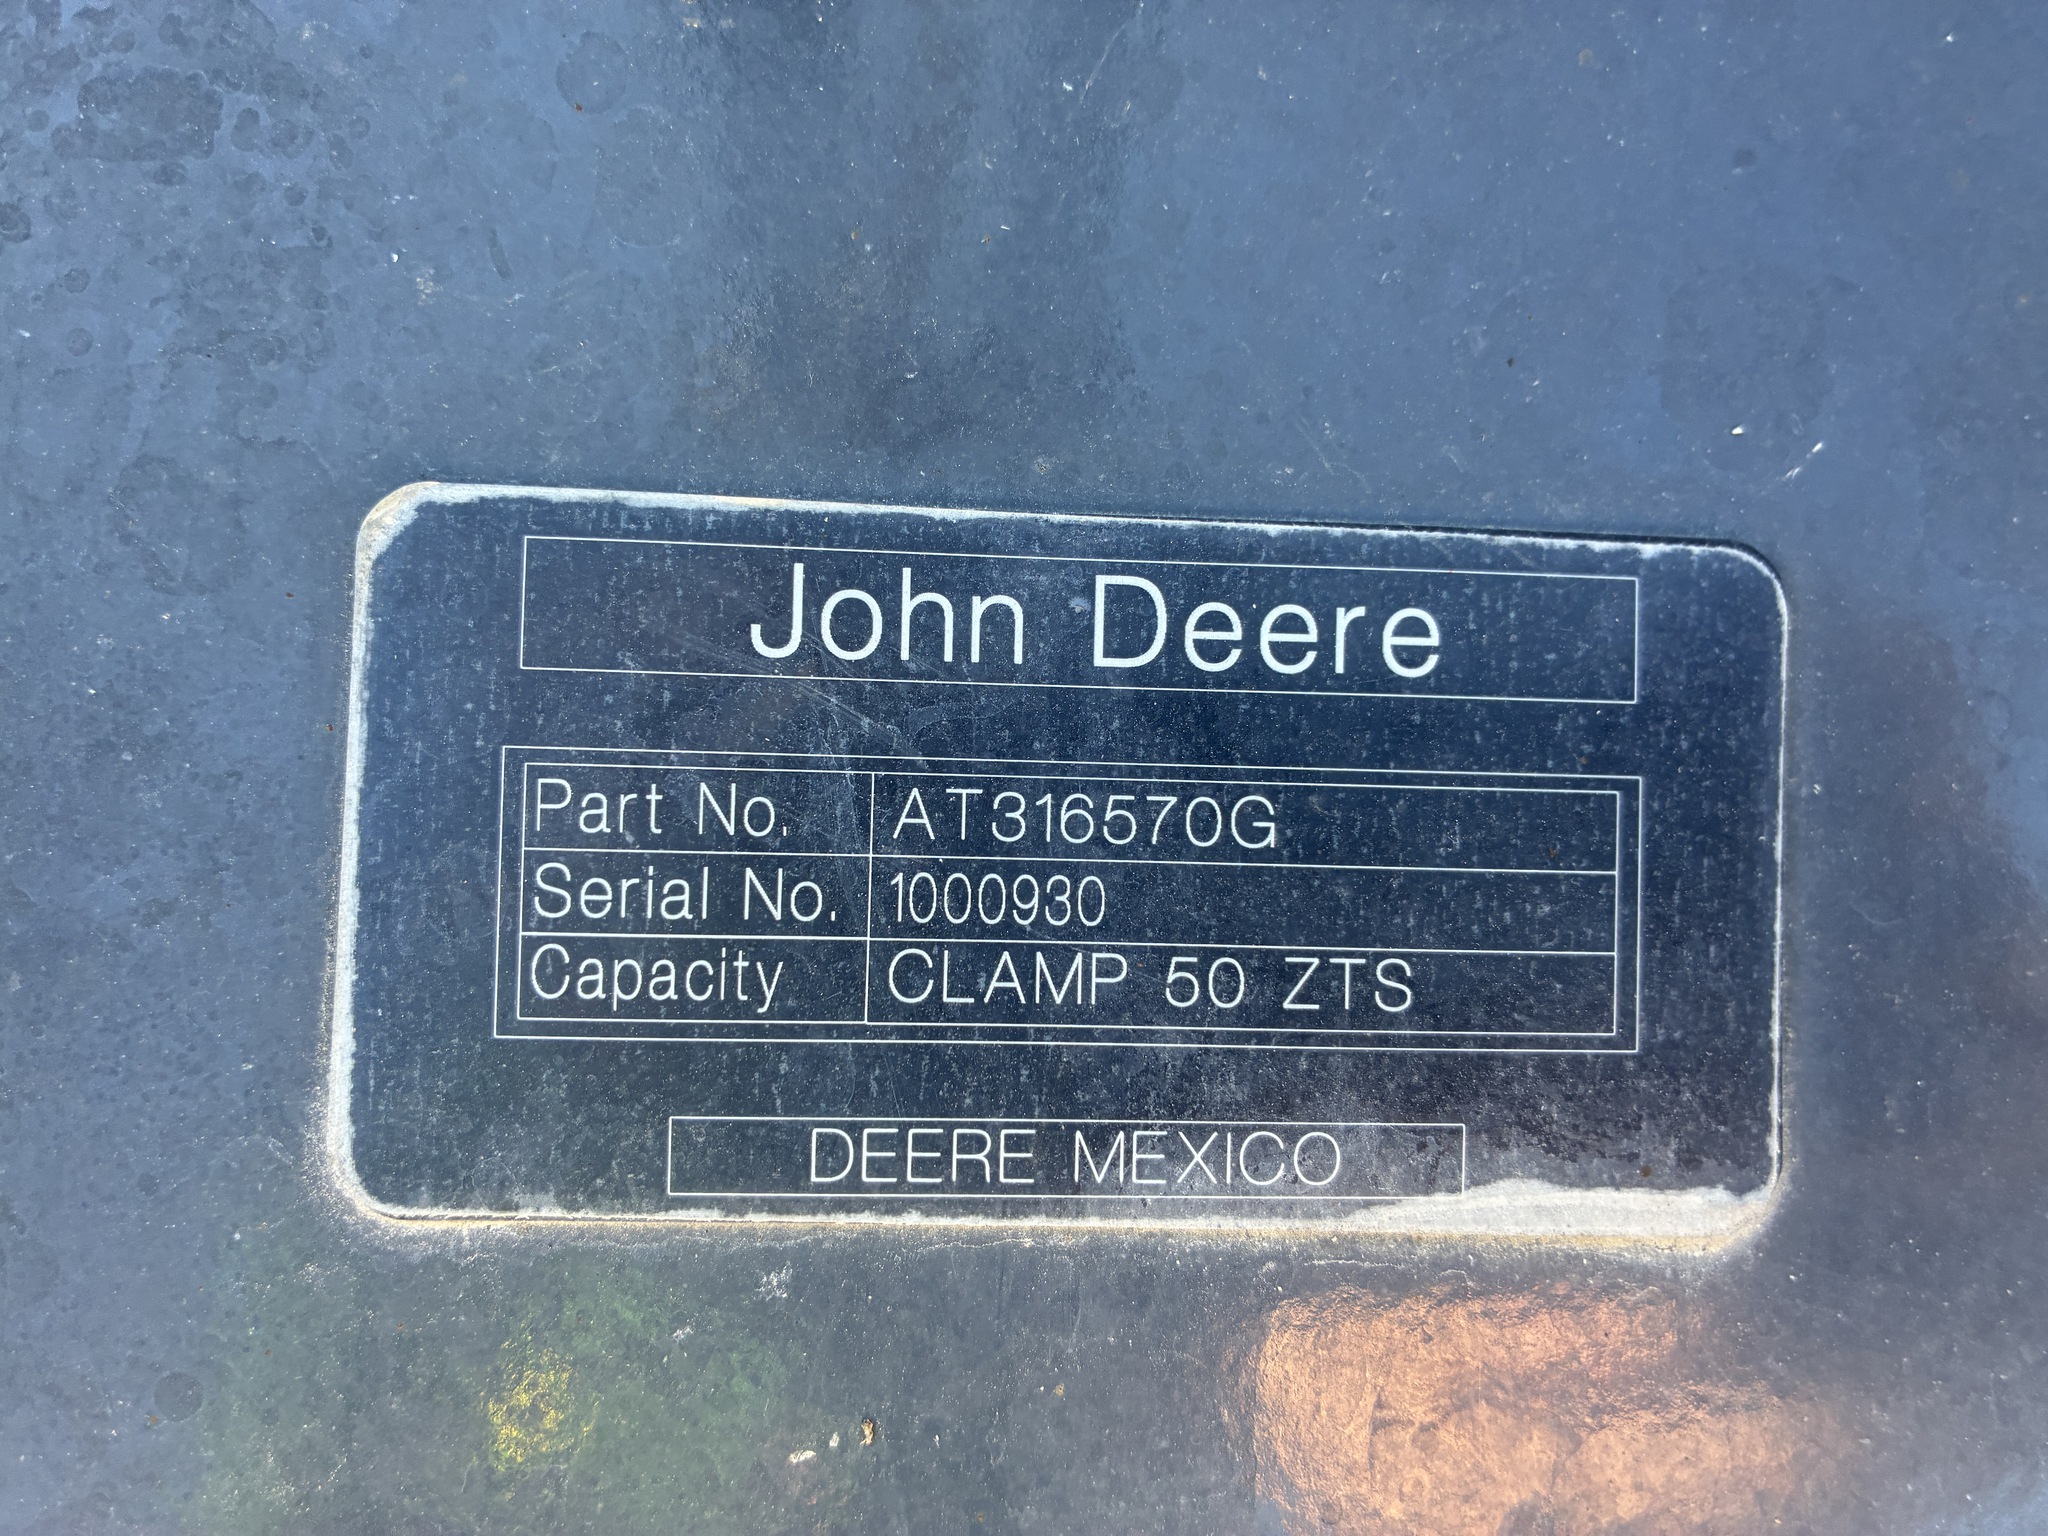 John Deere
Part No. AT316570G
Serial No. 1000930
Capacity CLAMP 50 ZTS
DEERE MEXICO